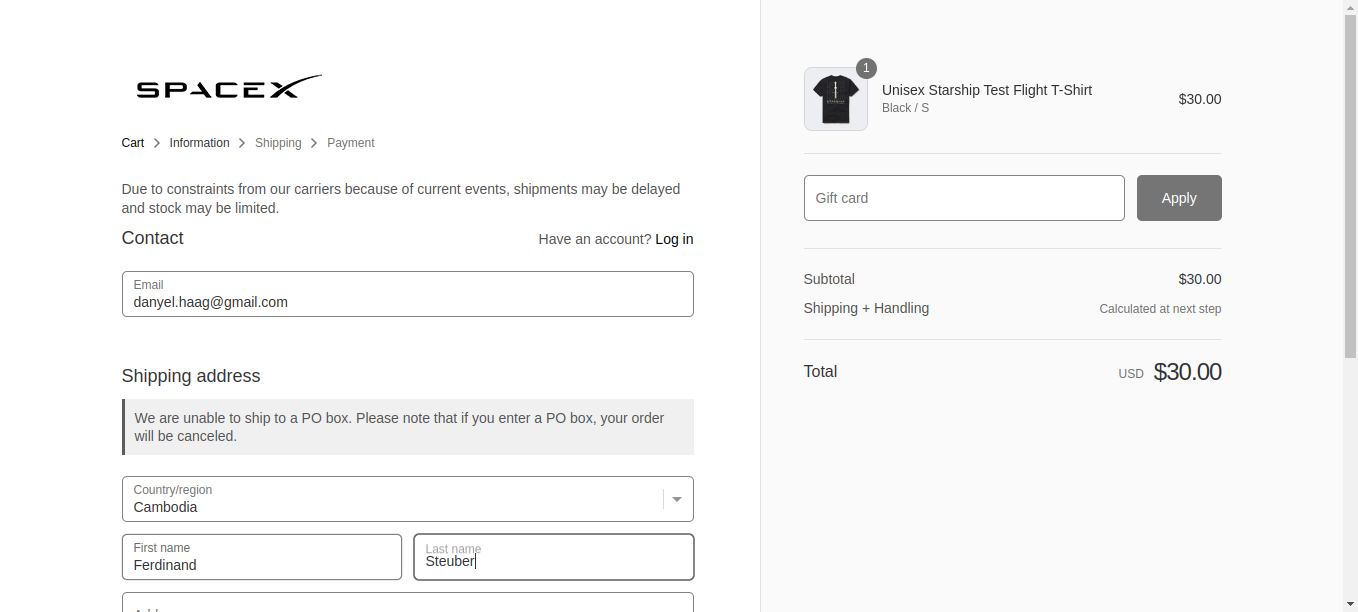 SPACEX
Cart > Information > Shipping > Payment
Due to constraints from our carriers because of current events, shipments may be delayed
and stock may be limited.
Contact
Have an account? Log in
Email
danyel.haag@gmail.com
Shipping address
We are unable to ship to a PO box. Please note that if you enter a PO box, your order
will be canceled.
Country/region
Cambodia
First name
Ferdinand
Last name
Steuber
1
Unisex Starship Test Flight T-Shirt
Black / S
$30.00
Gift card
Apply
Subtotal
$30.00
Shipping + Handling
Calculated at next step
Total
USD $30.00